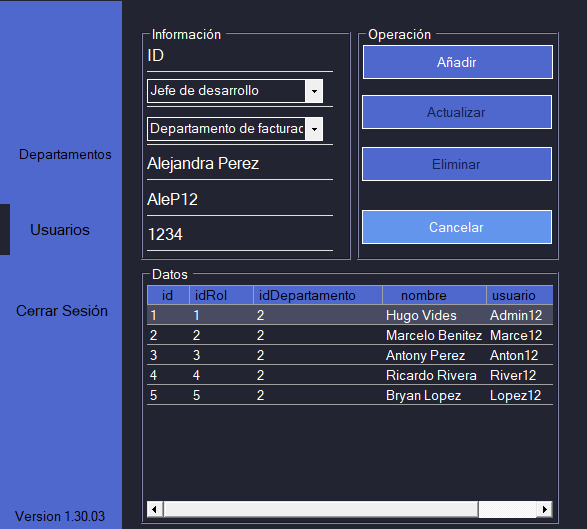 Departamentos
Usuarios
Cerrar Sesión
Version 1.30.03
Información
ID
Jefe de desarrollo
Departamento de facturac
Alejandra Perez
AleP12
1234
Operación
Añadir
Actualizar
Eliminar
Cancelar
Datos
id idRol idDepartamento nombre usuario
1 1 2 Hugo Vides Admin12
2 2 2 Marcelo Benitez Marce12
3 3 2 Antony Perez Anton12
4 4 2 Ricardo Rivera River12
5 5 2 Bryan Lopez Lopez12